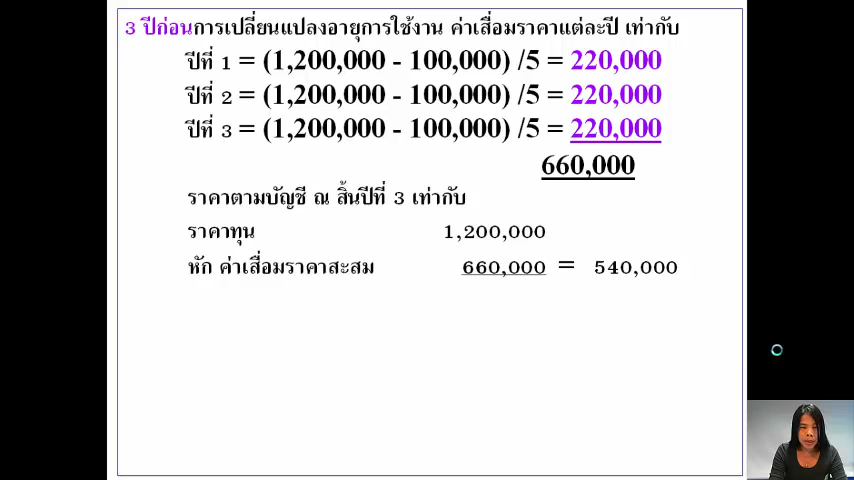 3 ปีก่อนการเปลี่ยนแปลงอายุการใช้งาน ค่าเสื่อมราคาแต่ละปี เท่ากับ
ปีที่ 1 = (1,200,000 - 100,000) /5 = 220,000
ปีที่ 2 = (1,200,000 - 100,000) /5 = 220,000
ปีที่ 3 = (1,200,000 - 100,000) /5 = 220,000
660,000
ราคาตามบัญชี ณ สิ้นปีที่ 3 เท่ากับ
ราคาทุน 1,200,000
หัก ค่าเสื่อมราคาสะสม 660,000 = 540,000